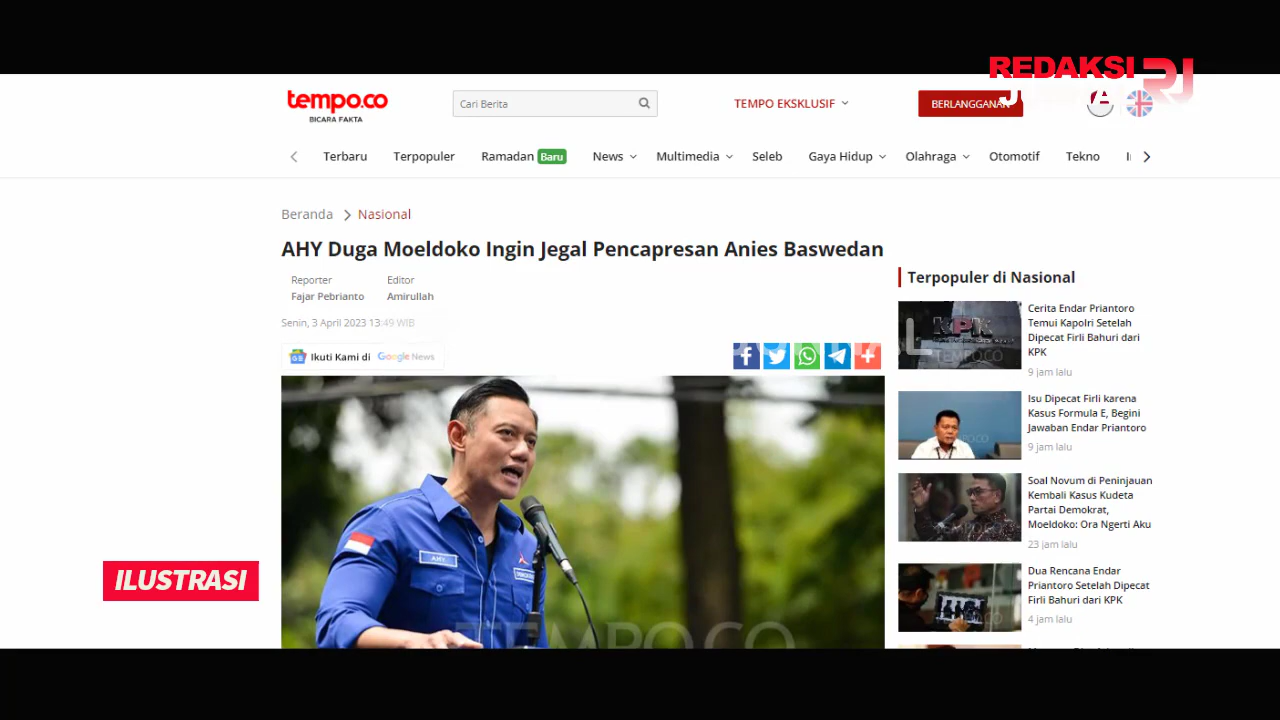 REDAKSI
RJ
tempo.co
BICARA FAKTA
Cari Berita
TEMPO EKSKLUSIF
BERLANGGANAN
Terbaru
Terpopuler
Ramadan Baru
News
Multimedia
Seleb
Gaya Hidup
Olahraga
Otomotif
Tekno
Beranda > Nasional
AHY Duga Moeldoko Ingin Jegal Pencapresan Anies Baswedan
Reporter
Fajar Pebrianto
Editor
Amirullah
Senin, 3 April 2023 13:49 WIB
Ikuti Kami di Google News
AHY
TEMPO.CO
ILUSTRASI
Terpopuler di Nasional
KPK
TEMPO.CO
Cerita Endar Priantoro
Temui Kapolri Setelah
Dipecat Firli Bahuri dari
KPK
9 jam lalu
Isu Dipecat Firli karena
Kasus Formula E, Begini
Jawaban Endar Priantoro
9 jam lalu
Soal Novum di Peninjauan
Kembali Kasus Kudeta
Partai Demokrat,
Moeldoko: Ora Ngerti Aku
23 jam lalu
Dua Rencana Endar
Priantoro Setelah Dipecat
Firli Bahuri dari KPK
4 jam lalu